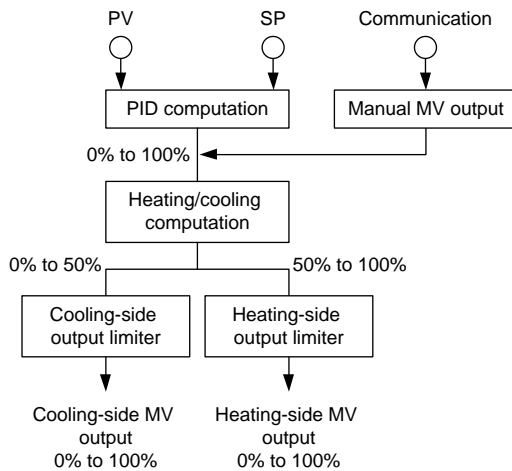 PV
SP
Communication
PID computation
Manual MV output
0% to 100%
Heating/cooling
computation
0% to 50%
50% to 100%
Cooling-side
output limiter
Heating-side
output limiter
Cooling-side MV
output
0% to 100%
Heating-side MV
output
0% to 100%